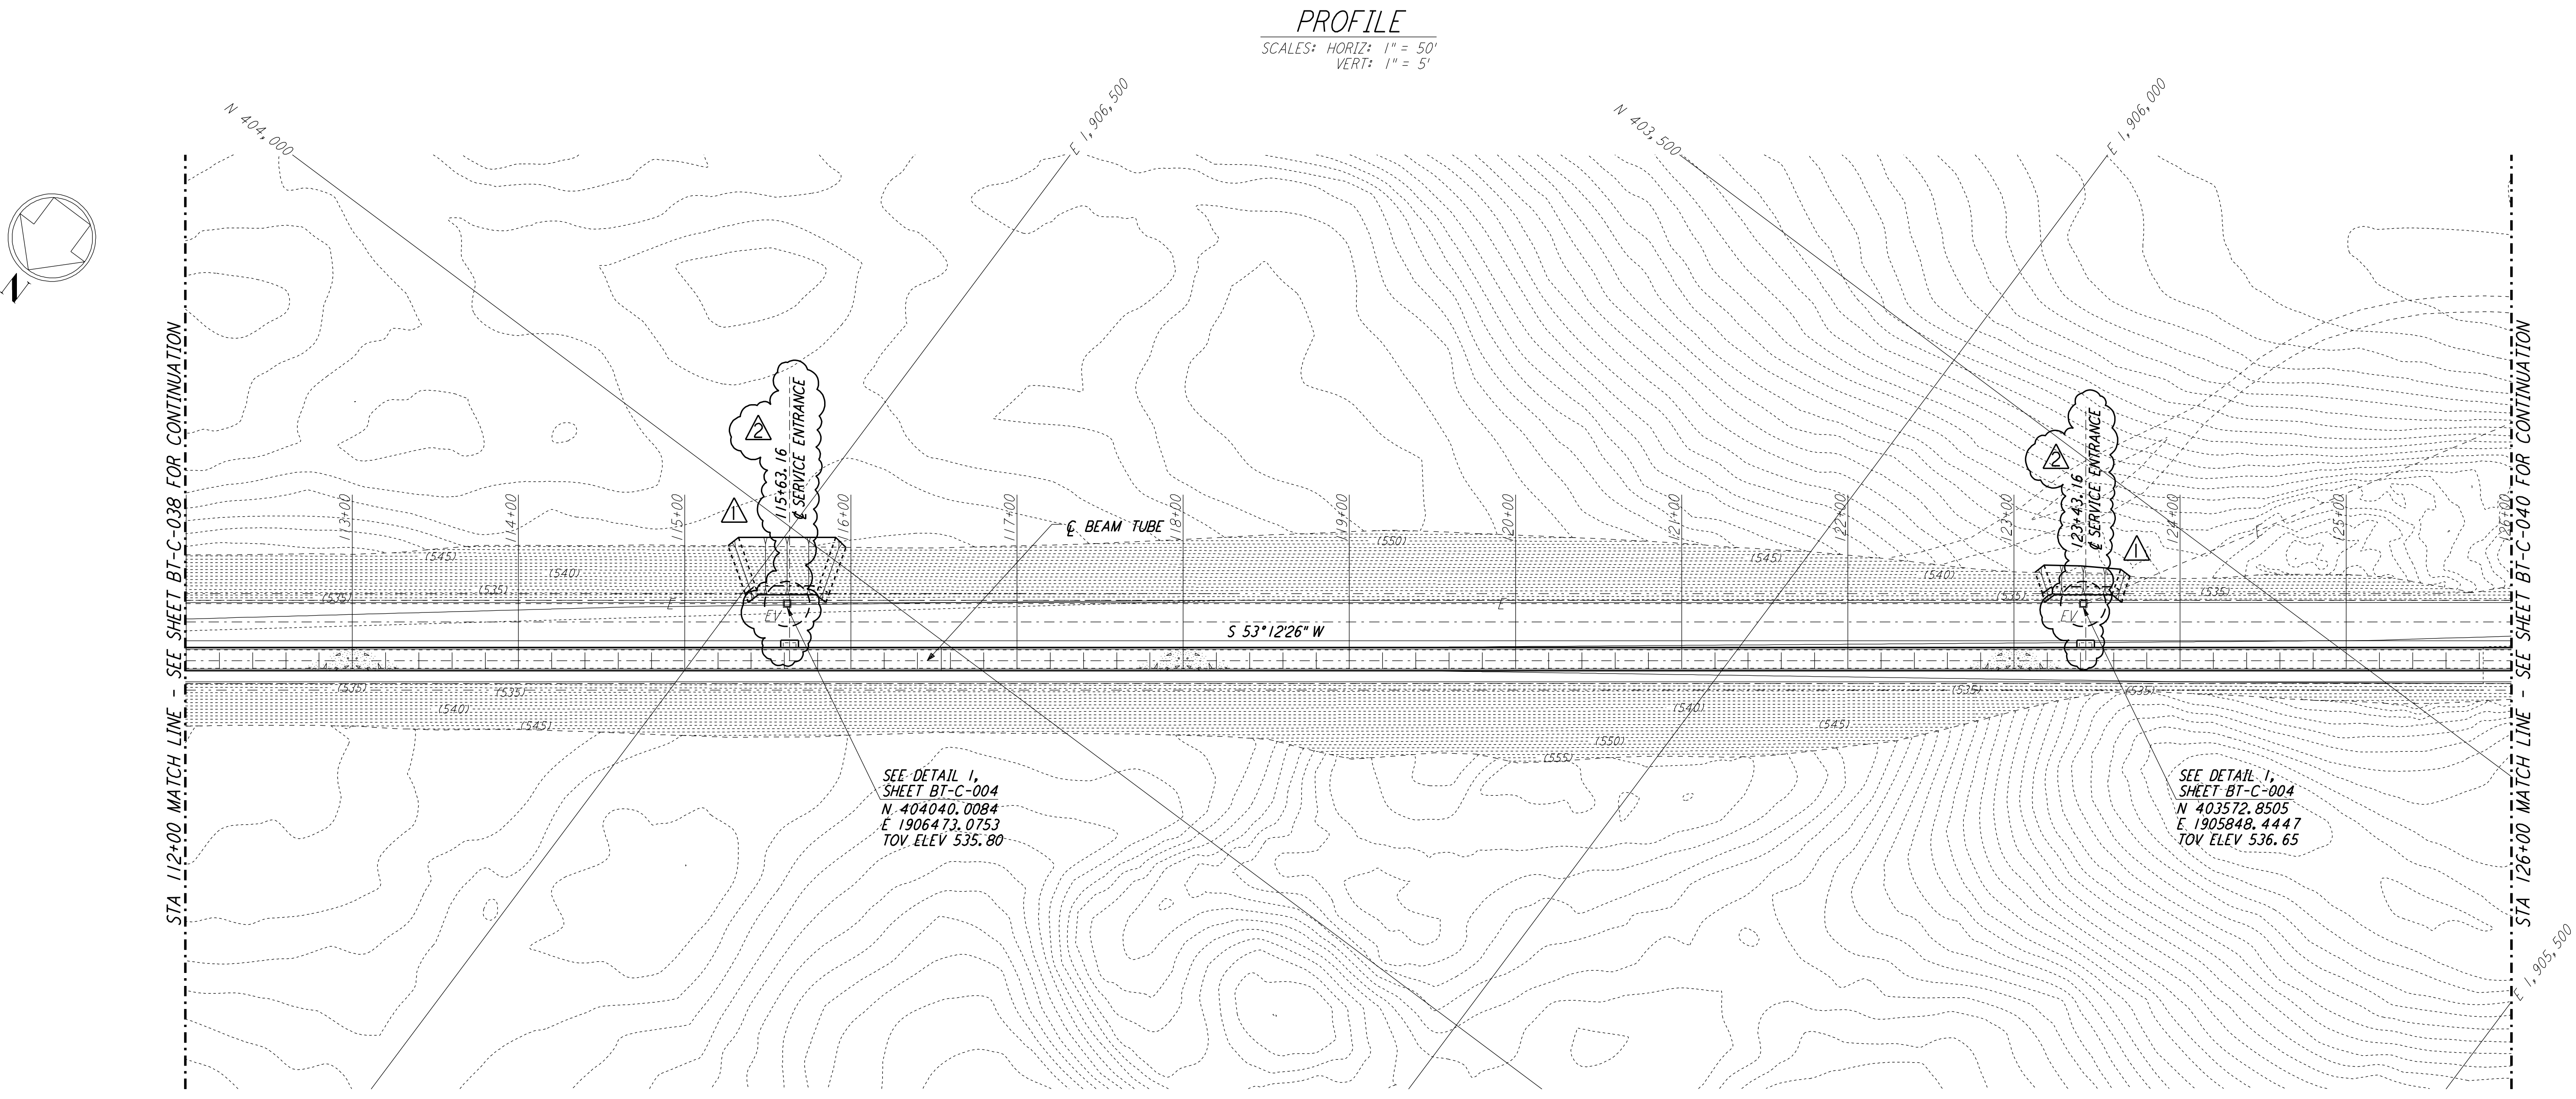 PROFILE
SCALES: HORIZ: 1" = 50'
VERT: 1" = 5'
N 404,000
E 1,906,500
N 403,500
E 1,906,000
N
STA 112+00 MATCH LINE - SEE SHEET BT-C-038 FOR CONTINUATION
STA 126+00 MATCH LINE - SEE SHEET BT-C-040 FOR CONTINUATION
2
115+63.16
℄ SERVICE ENTRANCE
1
2
123+43.16
℄ SERVICE ENTRANCE
1
113+00
114+00
115+00
116+00
117+00
118+00
119+00
120+00
121+00
122+00
123+00
124+00
125+00
126+00
℄ BEAM TUBE
(545)
(540)
(535)
(535)
(550)
(545)
(540)
(535)
(535)
E
E
E
EV
EV
S 53°12'26" W
(535)
(535)
(540)
(545)
(535)
(535)
(540)
(545)
(550)
(555)
SEE DETAIL 1,
SHEET BT-C-004
N 404040.0084
E 1906473.0753
TOV ELEV 535.80
SEE DETAIL 1,
SHEET BT-C-004
N 403572.8505
E 1905848.4447
TOV ELEV 536.65
E 1,905,500